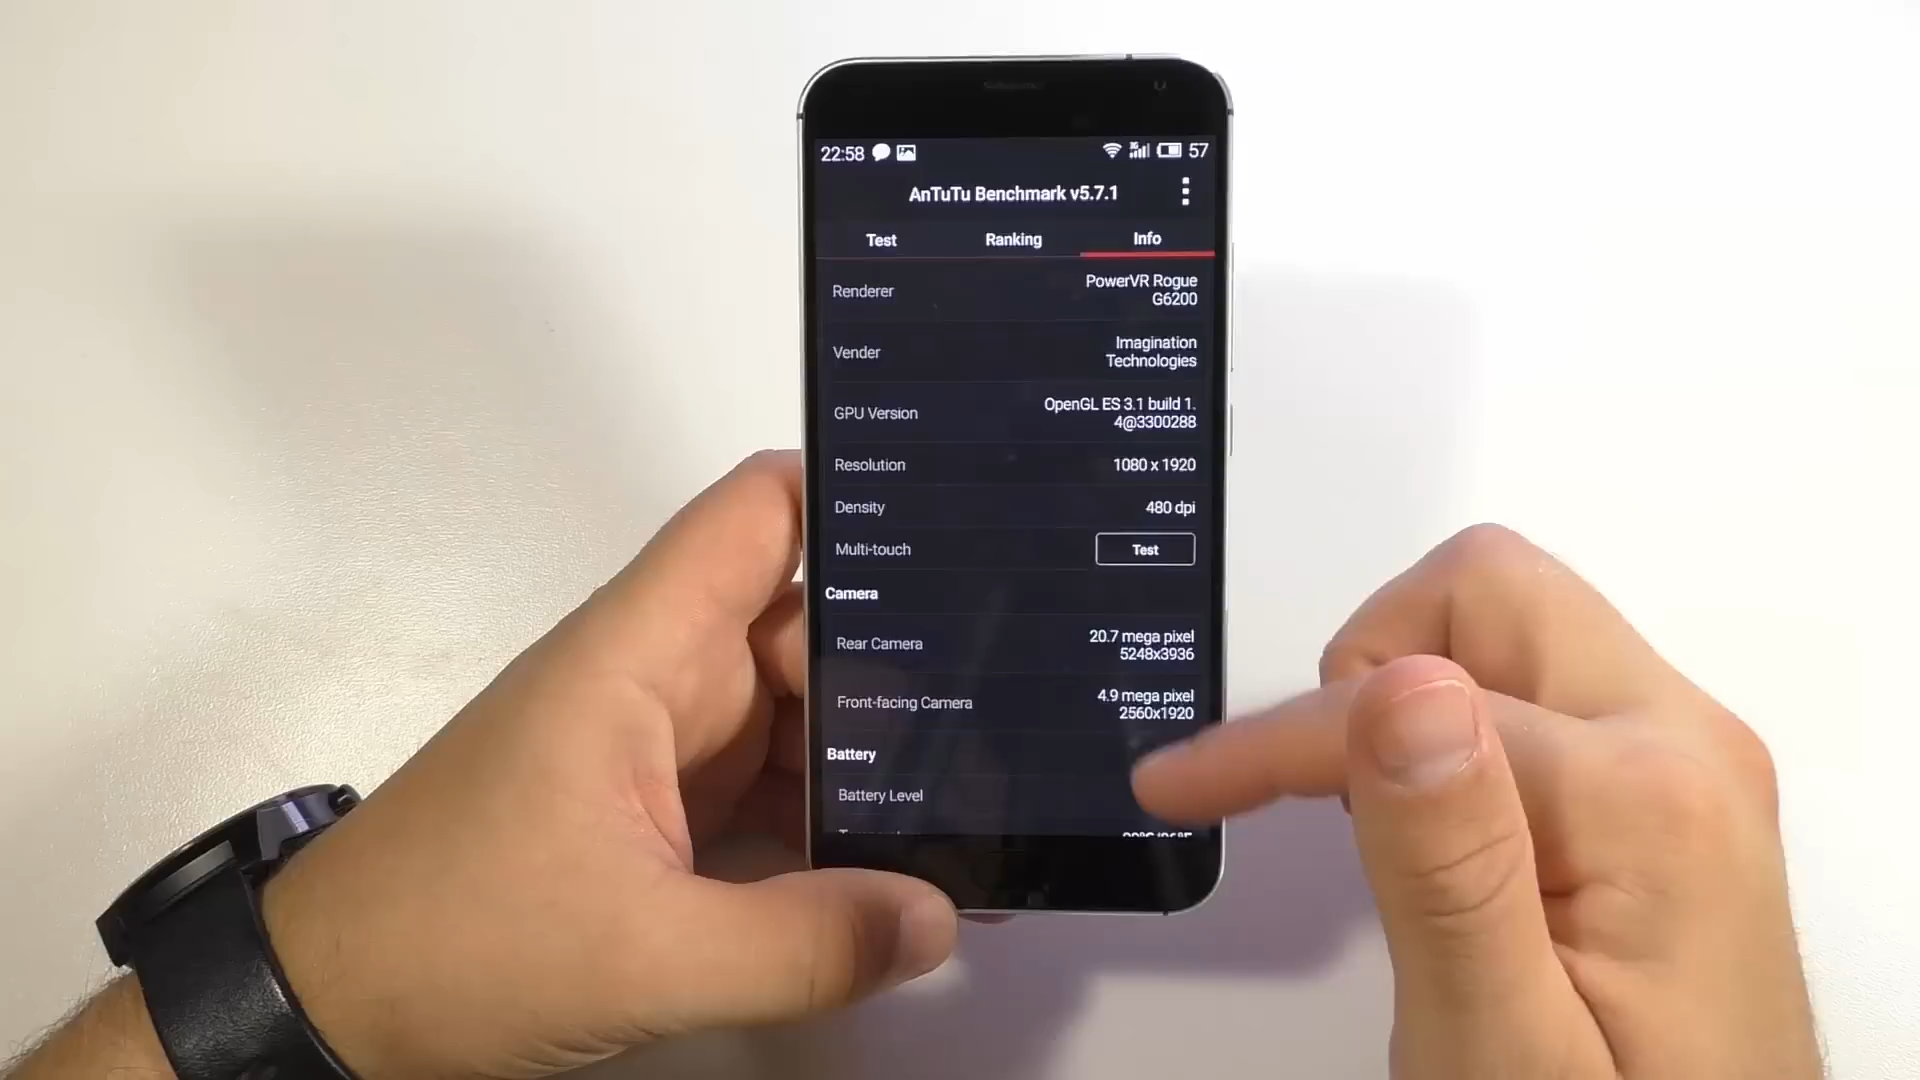 22:58 57
AnTuTu Benchmark v5.7.1
Test Ranking Info
Renderer PowerVR Rogue
G6200
Vender Imagination
Technologies
GPU Version OpenGL ES 3.1 build 1.
4@3300288
Resolution 1080 x 1920
Density 480 dpi
Multi-touch Test
Camera
Rear Camera 20.7 mega pixel
5248x3936
Front-facing Camera 4.9 mega pixel
2560x1920
Battery
Battery Level